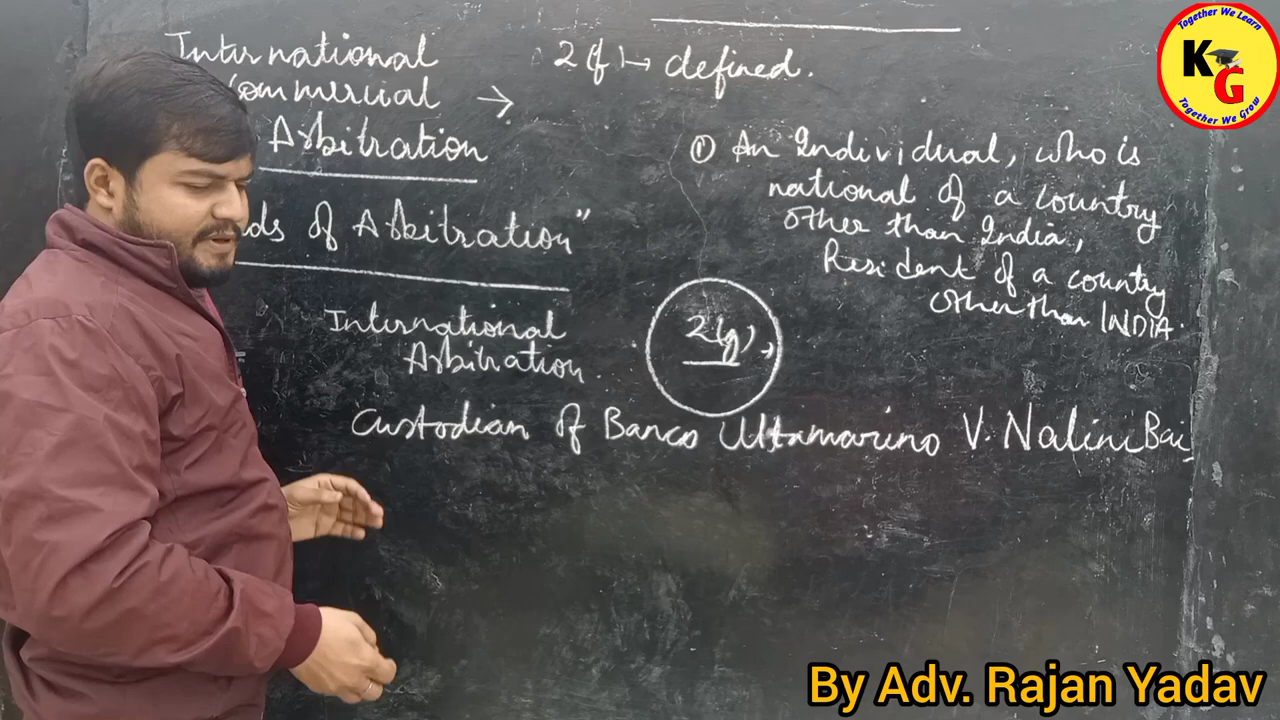 International
Commercial →
Arbitration
2(f) ↦ defined.
① An Individual, who is
national of a country
other than India,
Resident of a country
other than INDIA.
ds of Arbitration"
International
Arbitration.
2(g) →
Custodian of Banco Ultramarino V. Nalini Bai
Together We Learn
KG
Together We Grow
By Adv. Rajan Yadav